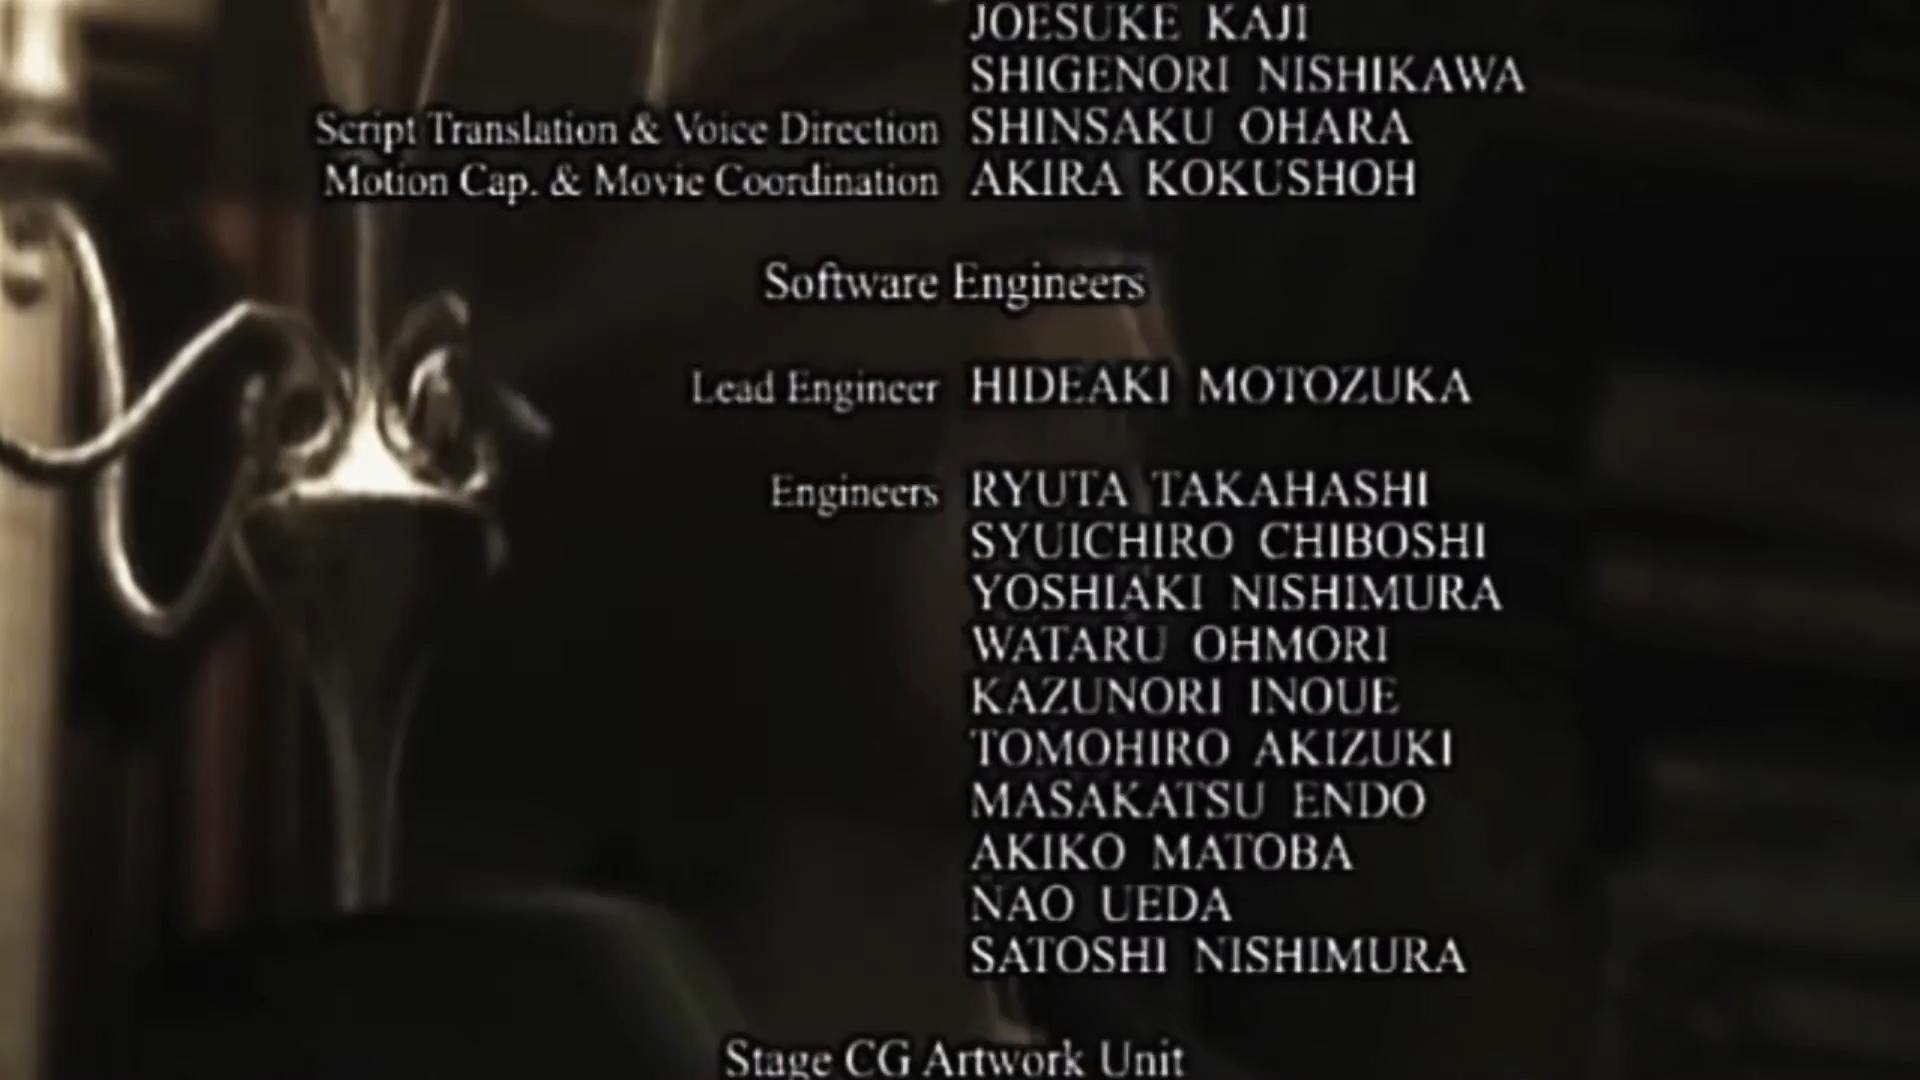 JOESUKE KAJI
SHIGENORI NISHIKAWA
Script Translation & Voice Direction SHINSAKU OHARA
Motion Cap. & Movie Coordination AKIRA KOKUSHOH
Software Engineers
Lead Engineer HIDEAKI MOTOZUKA
Engineers RYUTA TAKAHASHI
SYUICHIRO CHIBOSHI
YOSHIAKI NISHIMURA
WATARU OHMORI
KAZUNORI INOUE
TOMOHIRO AKIZUKI
MASAKATSU ENDO
AKIKO MATOBA
NAO UEDA
SATOSHI NISHIMURA
Stage CG Artwork Unit